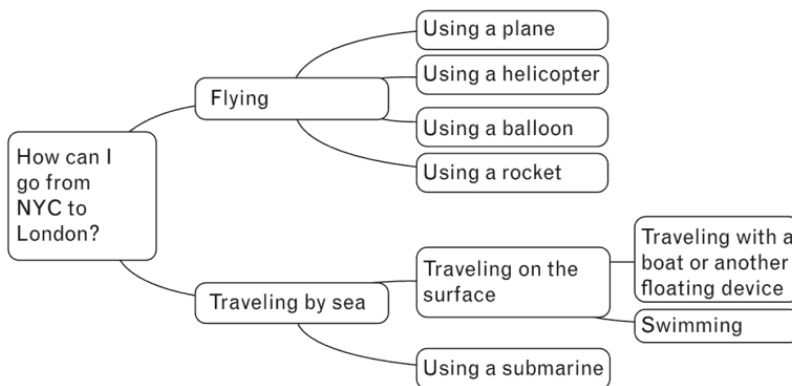 How can I
go from
NYC to
London?
Flying
Using a plane
Using a helicopter
Using a balloon
Using a rocket
Traveling by sea
Traveling on the
surface
Traveling with a
boat or another
floating device
Swimming
Using a submarine